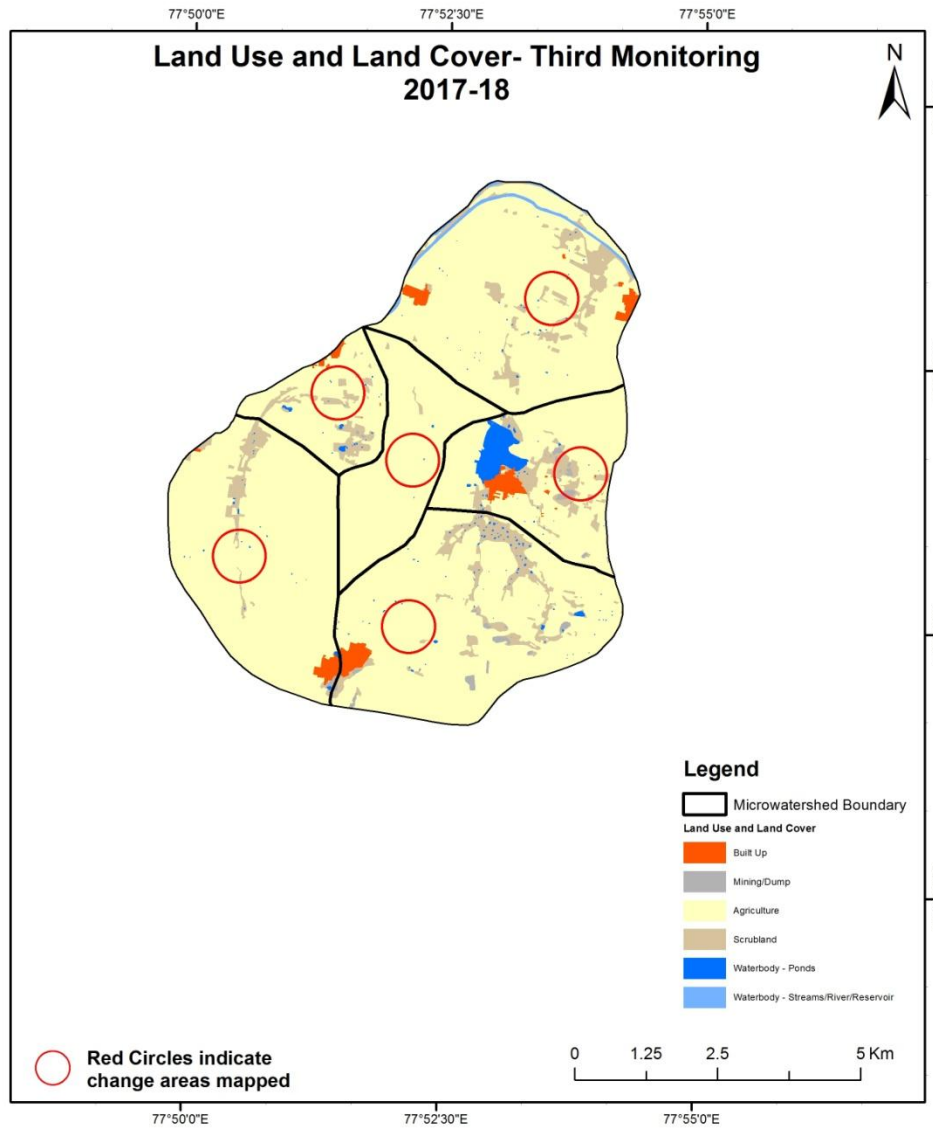 77°50'0"E 77°52'30"E 77°55'0"E
Land Use and Land Cover- Third Monitoring
2017-18
N
Legend
Microwatershed Boundary
Land Use and Land Cover
Built Up
Mining/Dump
Agriculture
Scrubland
Waterbody - Ponds
Waterbody - Streams/River/Reservoir
Red Circles indicate
change areas mapped
0 1.25 2.5 5 Km
77°50'0"E 77°52'30"E 77°55'0"E